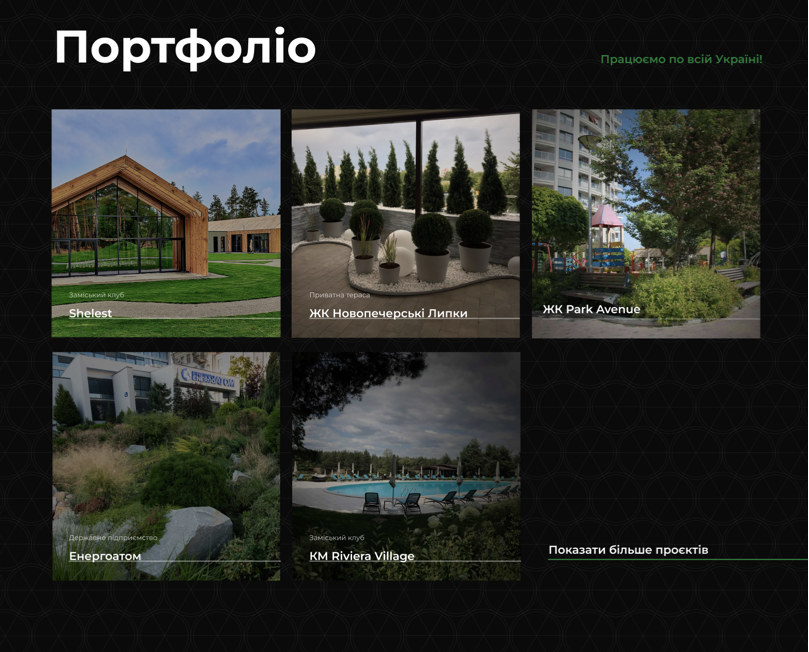 Портфоліо
Працюємо по всій Україні!
Заміський клуб
Shelest
Приватна тераса
ЖК Новопечерські Липки
ЖК Park Avenue
Державне підприємство
Енергоатом
Заміський клуб
КМ Riviera Village
Показати більше проєктів